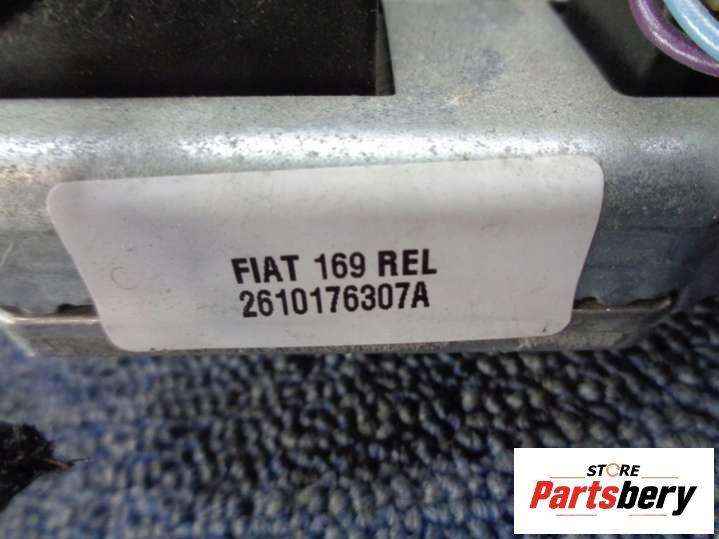 FIAT 169 REL
2610176307A
STORE
Partsbery